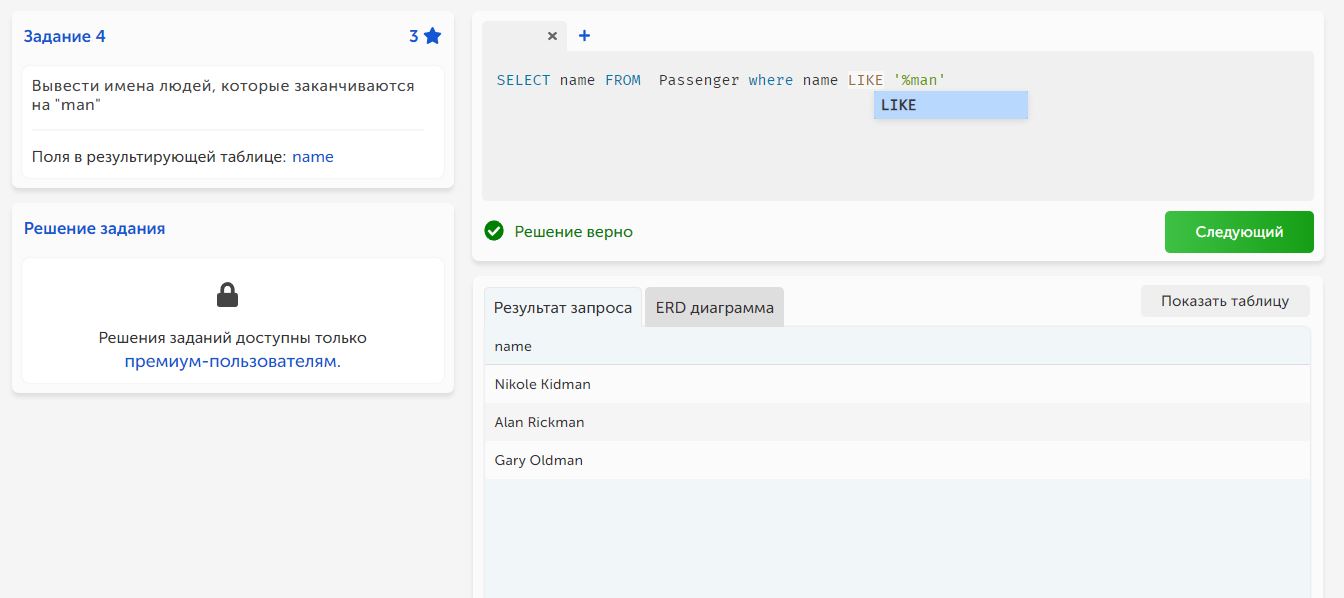 Задание 4
3
Вывести имена людей, которые заканчиваются
на "man"
Поля в результирующей таблице: name
Решение задания
Решения заданий доступны только
премиум-пользователям.
× +
SELECT name FROM  Passenger where name LIKE '%man'
LIKE
Решение верно
Следующий
Результат запроса
ERD диаграмма
Показать таблицу
name
Nikole Kidman
Alan Rickman
Gary Oldman